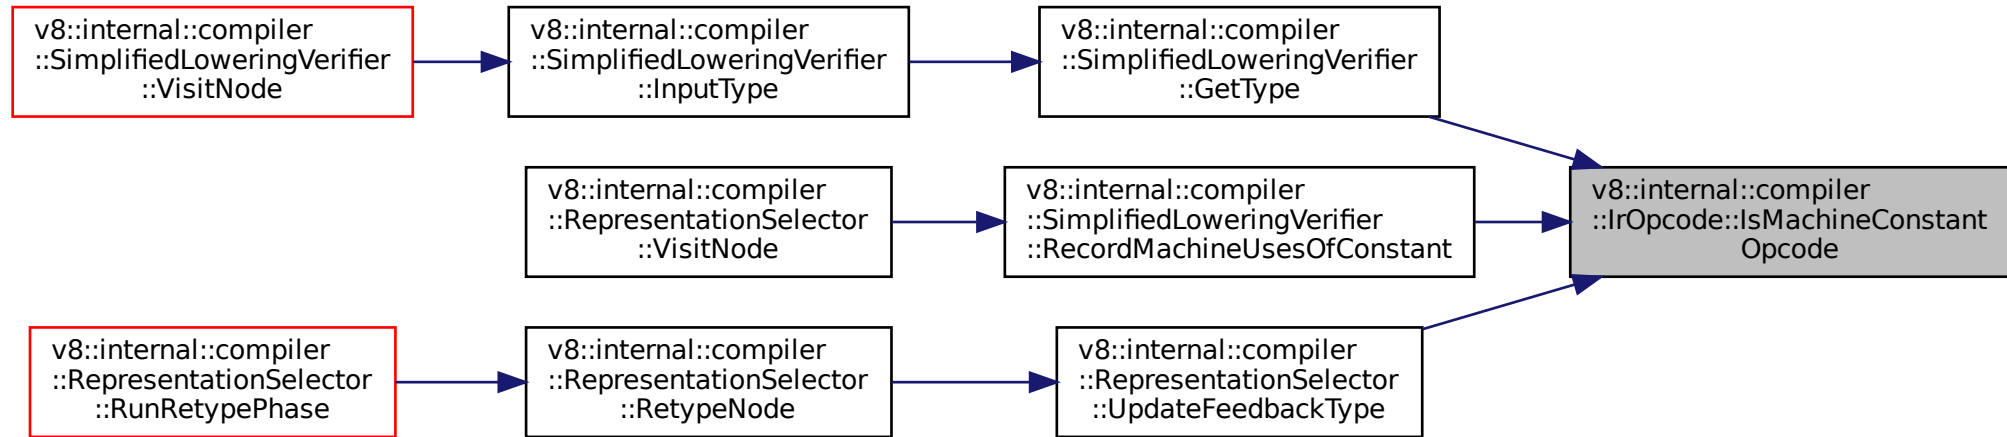 v8::internal::compiler
::SimplifiedLoweringVerifier
::VisitNode
v8::internal::compiler
::SimplifiedLoweringVerifier
::InputType
v8::internal::compiler
::SimplifiedLoweringVerifier
::GetType
v8::internal::compiler
::RepresentationSelector
::VisitNode
v8::internal::compiler
::SimplifiedLoweringVerifier
::RecordMachineUsesOfConstant
v8::internal::compiler
::IrOpcode::IsMachineConstant
Opcode
v8::internal::compiler
::RepresentationSelector
::RunRetypePhase
v8::internal::compiler
::RepresentationSelector
::RetypeNode
v8::internal::compiler
::RepresentationSelector
::UpdateFeedbackType